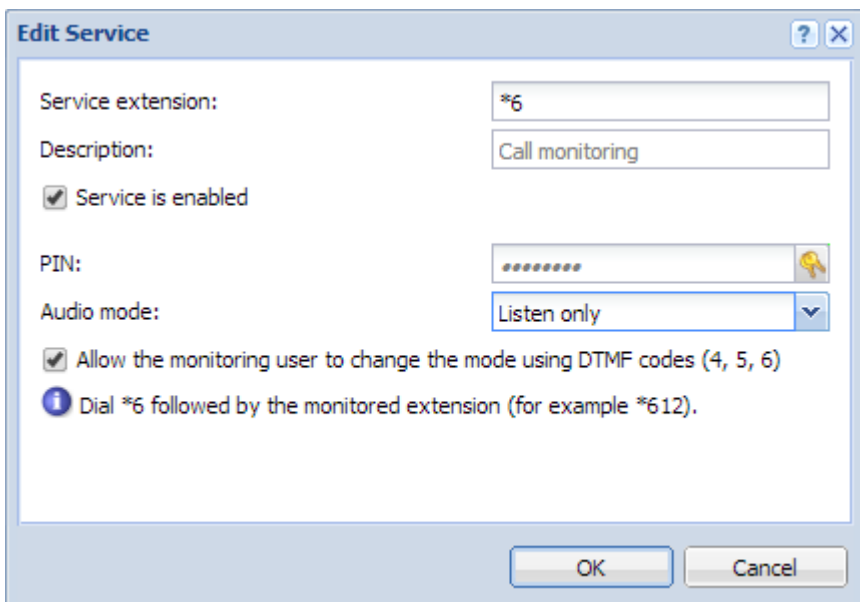 Edit Service
Service extension: *6
Description: Call monitoring
Service is enabled
PIN: ••••••••
Audio mode: Listen only
Allow the monitoring user to change the mode using DTMF codes (4, 5, 6)
Dial *6 followed by the monitored extension (for example *612).
OK Cancel